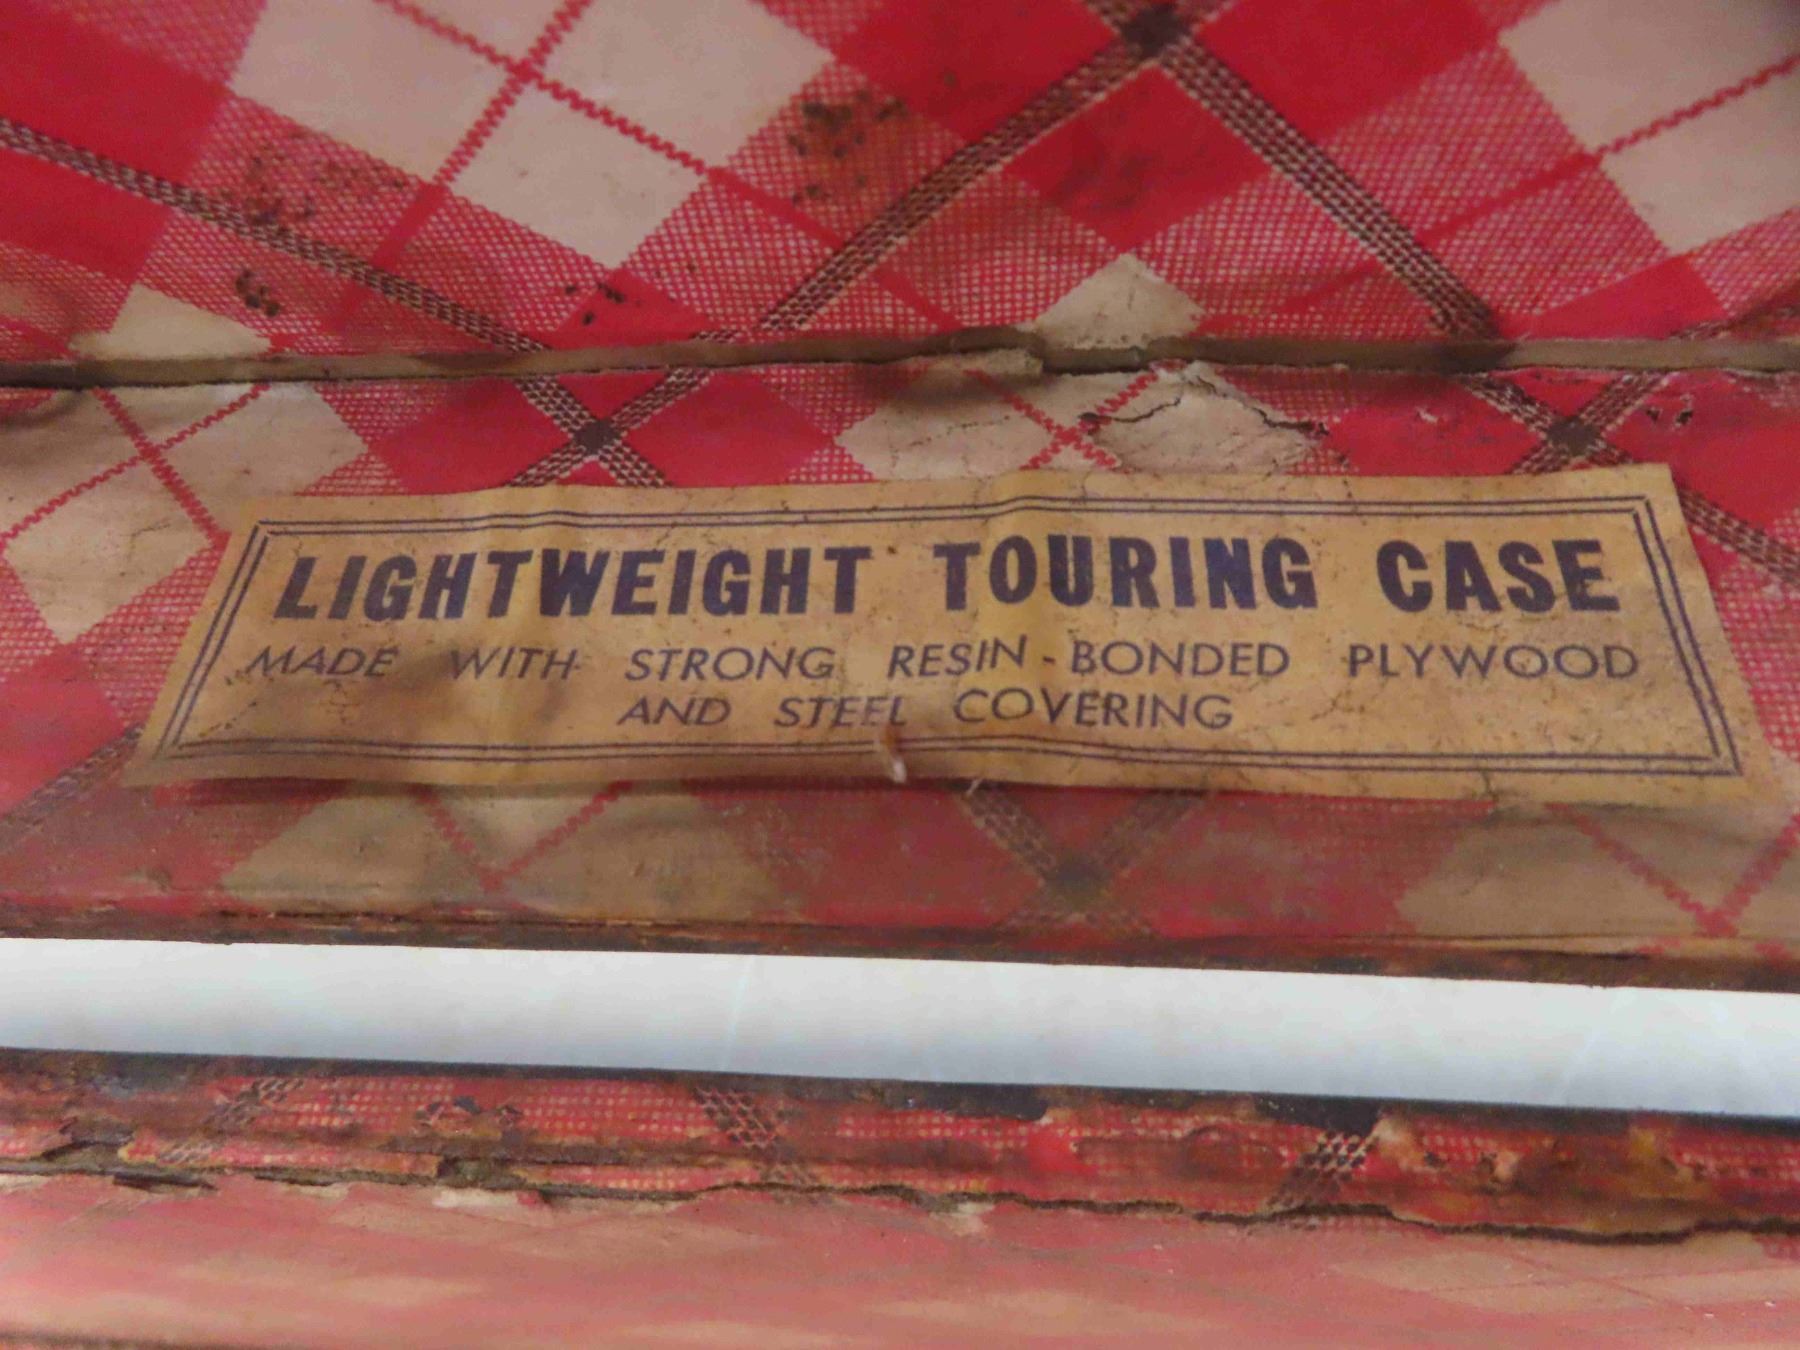 LIGHTWEIGHT TOURING CASE
MADE WITH STRONG RESIN-BONDED PLYWOOD
AND STEEL COVERING